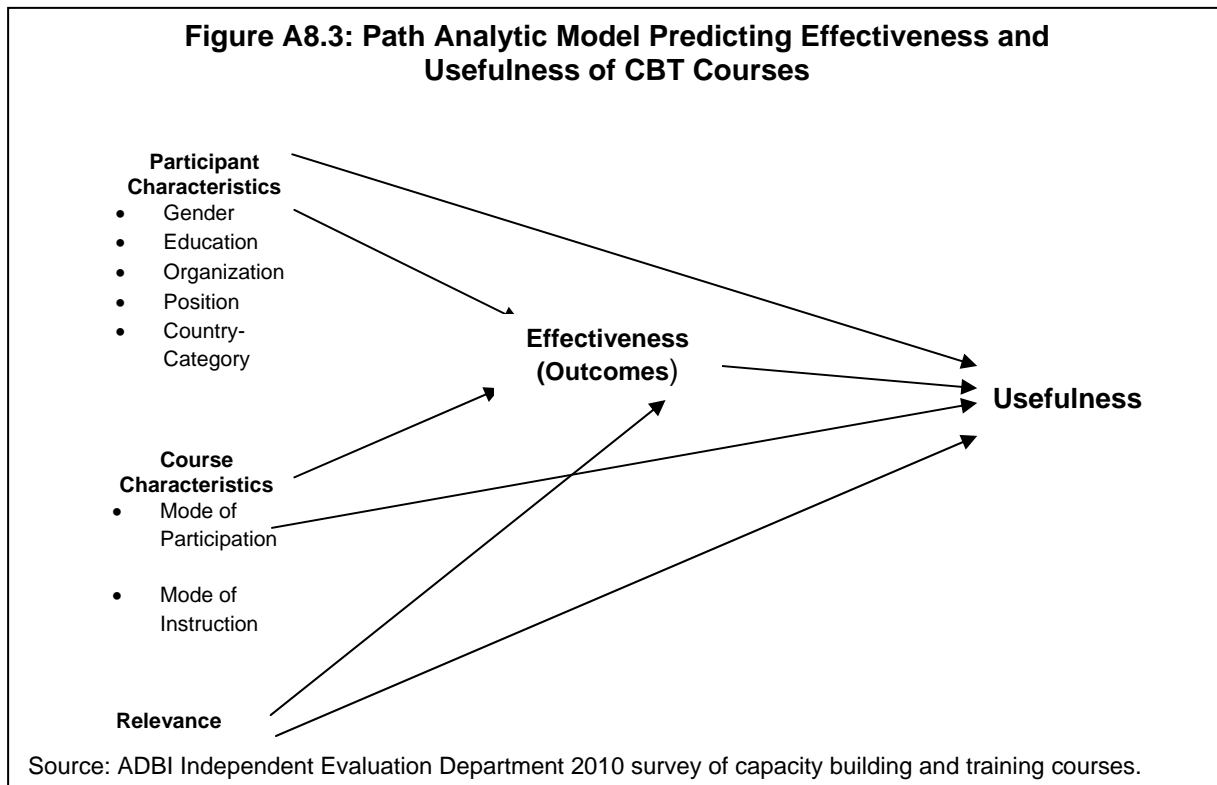 Figure A8.3: Path Analytic Model Predicting Effectiveness and
Usefulness of CBT Courses
Participant
Characteristics
• Gender
• Education
• Organization
• Position
• Country-
Category
Effectiveness
(Outcomes)
Usefulness
Course
Characteristics
• Mode of
Participation
• Mode of
Instruction
Relevance
Source: ADBI Independent Evaluation Department 2010 survey of capacity building and training courses.